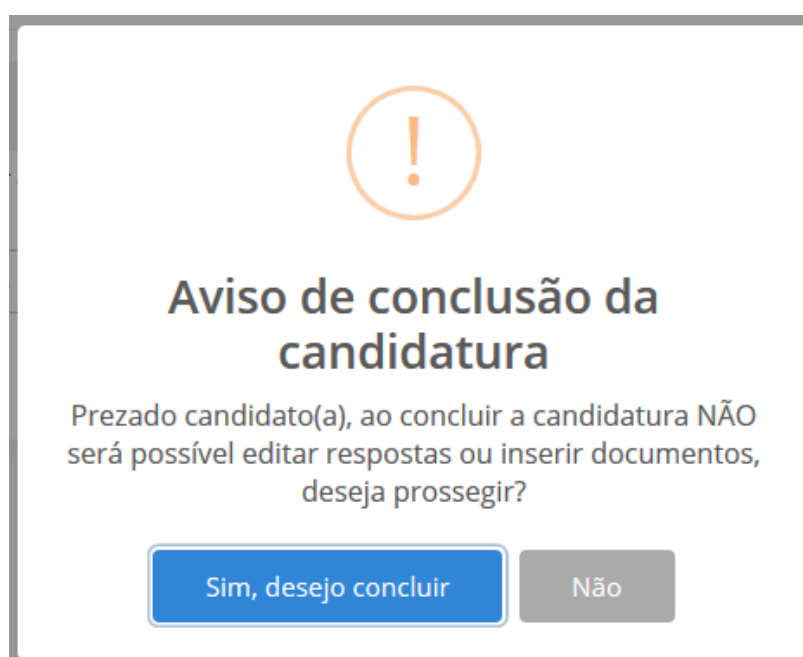 !
Aviso de conclusão da
candidatura
Prezado candidato(a), ao concluir a candidatura NÃO
será possível editar respostas ou inserir documentos,
deseja prossegir?
Sim, desejo concluir
Não